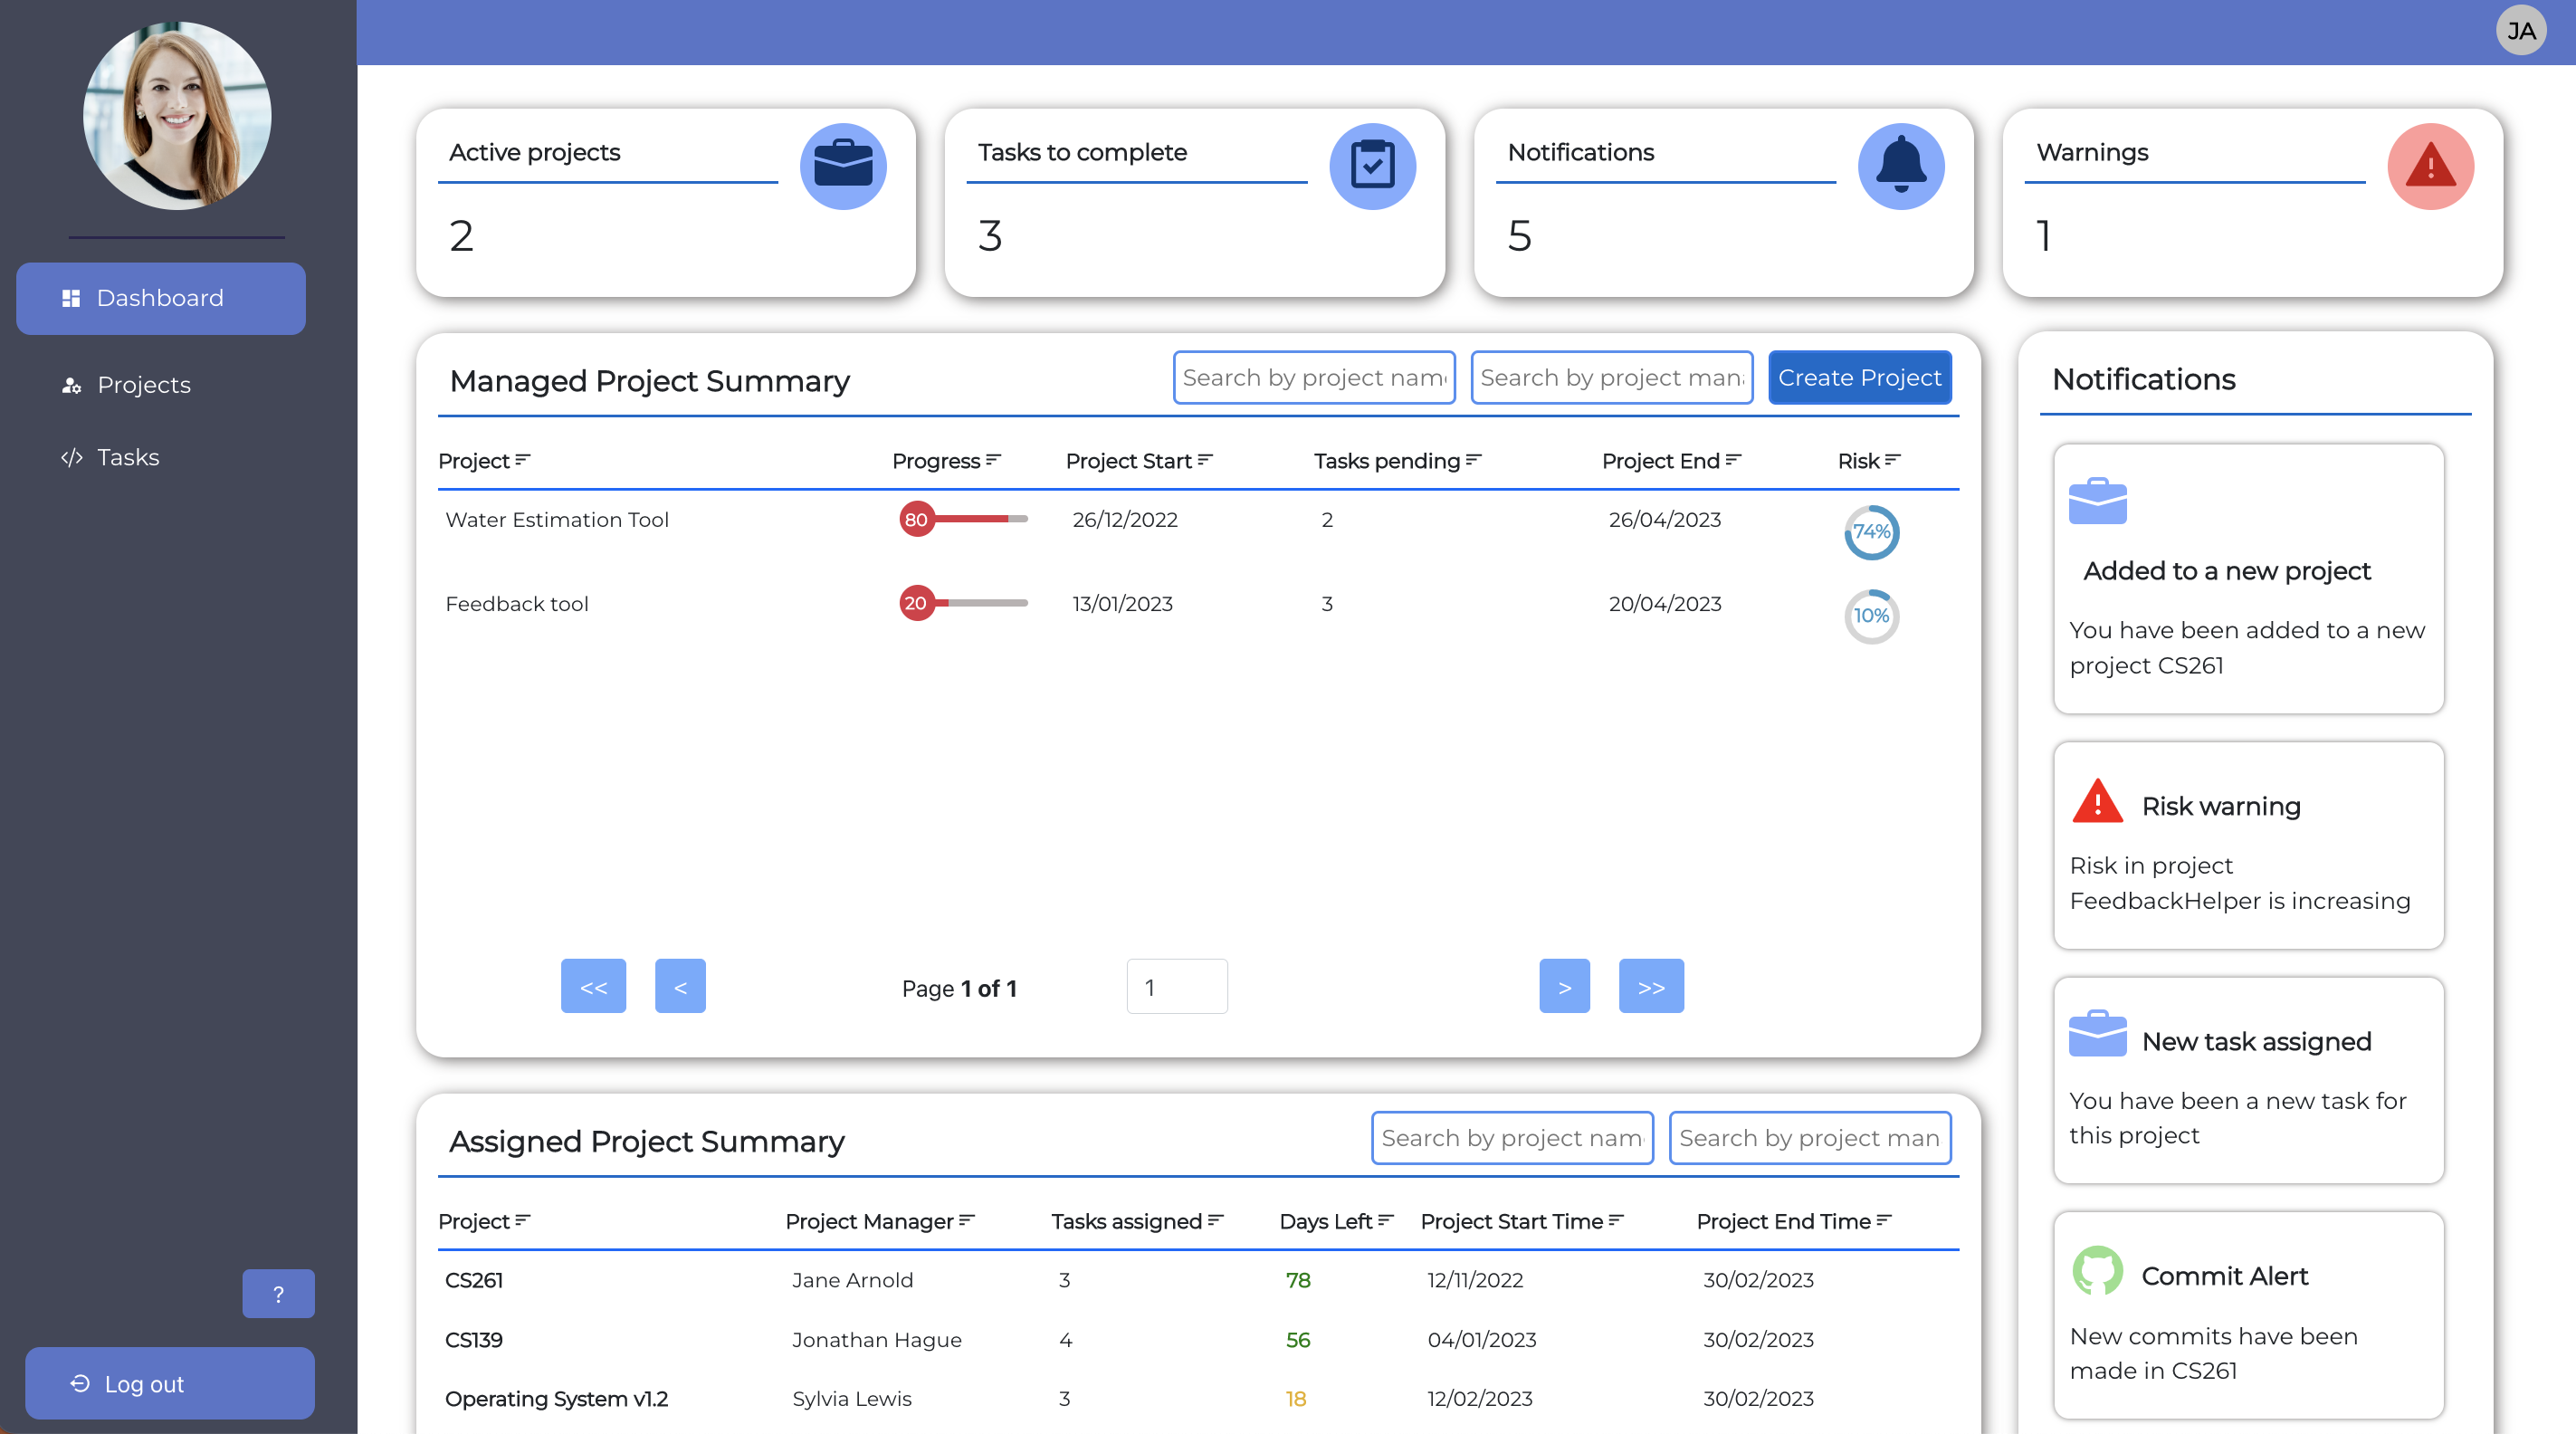 JA
Dashboard
Projects
Tasks
?
Log out
Active projects
2
Tasks to complete
3
Notifications
5
Warnings
1
Managed Project Summary
Search by project nam
Search by project man
Create Project
Project Progress Project Start Tasks pending Project End Risk
Water Estimation Tool 80 26/12/2022 2 26/04/2023 74%
Feedback tool 20 13/01/2023 3 20/04/2023 10%
<< < Page 1 of 1 1 > >>
Assigned Project Summary
Search by project nam
Search by project man
Project Project Manager Tasks assigned Days Left Project Start Time Project End Time
CS261 Jane Arnold 3 78 12/11/2022 30/02/2023
CS139 Jonathan Hague 4 56 04/01/2023 30/02/2023
Operating System v1.2 Sylvia Lewis 3 18 12/02/2023 30/02/2023
Notifications
Added to a new project
You have been added to a new
project CS261
Risk warning
Risk in project
FeedbackHelper is increasing
New task assigned
You have been a new task for
this project
Commit Alert
New commits have been
made in CS261